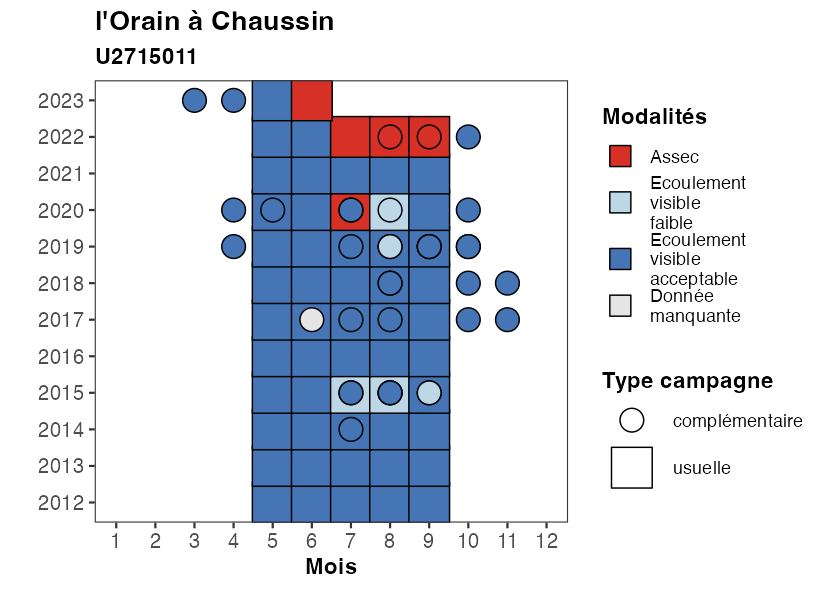 l'Orain à Chaussin
U2715011
2023
2022
2021
2020
2019
2018
2017
2016
2015
2014
2013
2012
1 2 3 4 5 6 7 8 9 10 11 12
Mois
Modalités
Assec
Ecoulement
visible
faible
Ecoulement
visible
acceptable
Donnée
manquante
Type campagne
complémentaire
usuelle